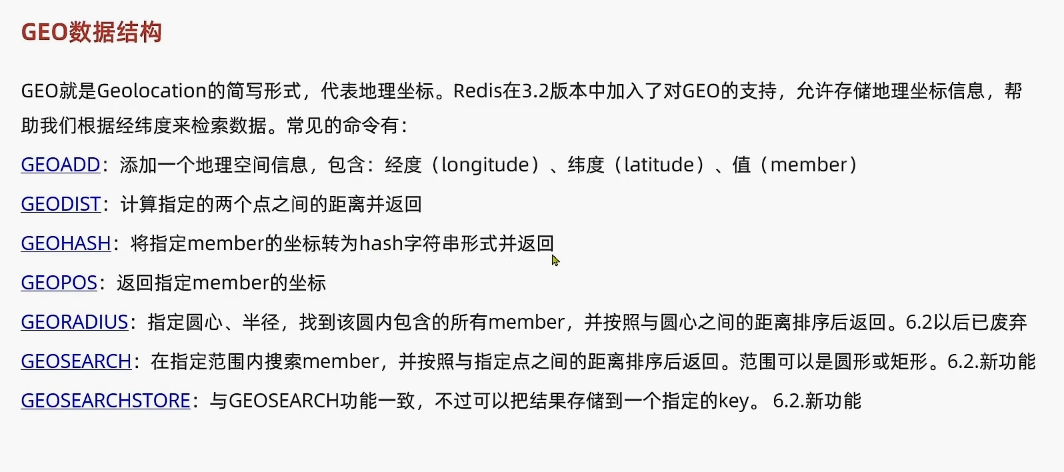 GEO数据结构
GEO就是Geolocation的简写形式，代表地理坐标。Redis在3.2版本中加入了对GEO的支持，允许存储地理坐标信息，帮
助我们根据经纬度来检索数据。常见的命令有：
GEOADD：添加一个地理空间信息，包含：经度（longitude）、纬度（latitude）、值（member）
GEODIST：计算指定的两个点之间的距离并返回
GEOHASH：将指定member的坐标转为hash字符串形式并返回
GEOPOS：返回指定member的坐标
GEORADIUS：指定圆心、半径，找到该圆内包含的所有member，并按照与圆心之间的距离排序后返回。6.2以后已废弃
GEOSEARCH：在指定范围内搜索member，并按照与指定点之间的距离排序后返回。范围可以是圆形或矩形。6.2.新功能
GEOSEARCHSTORE：与GEOSEARCH功能一致，不过可以把结果存储到一个指定的key。 6.2.新功能